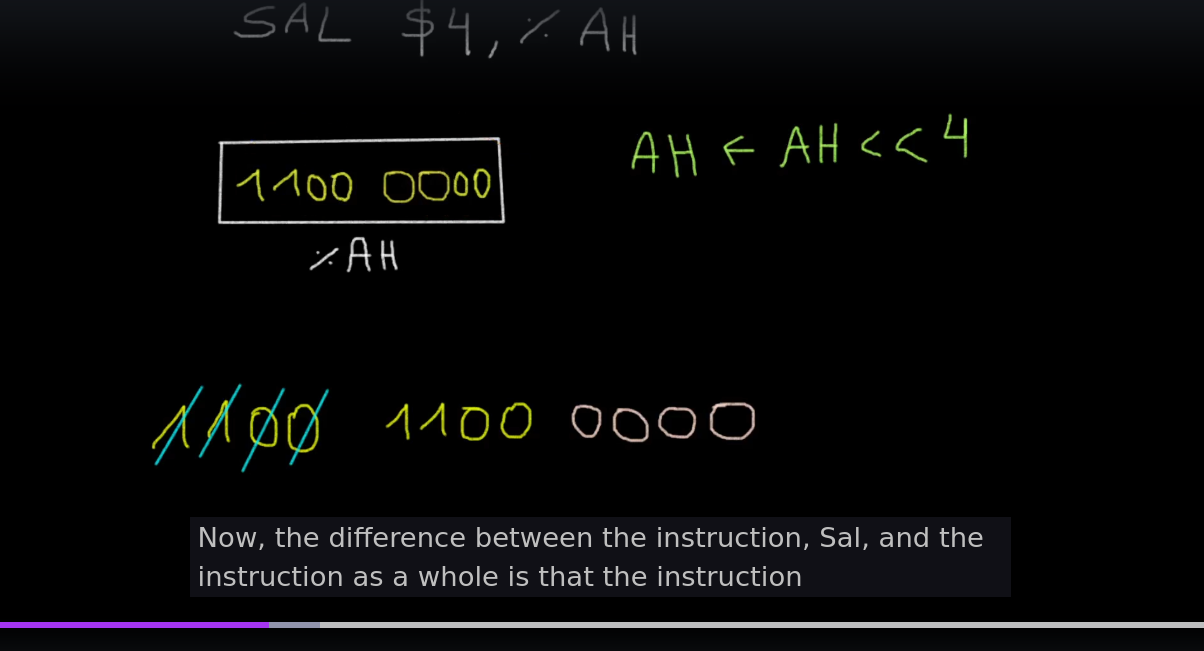 SAL $4, % AH
1100 0000
AH ← AH << 4
% AH
1100 1100 0000
Now, the difference between the instruction, Sal, and the
instruction as a whole is that the instruction